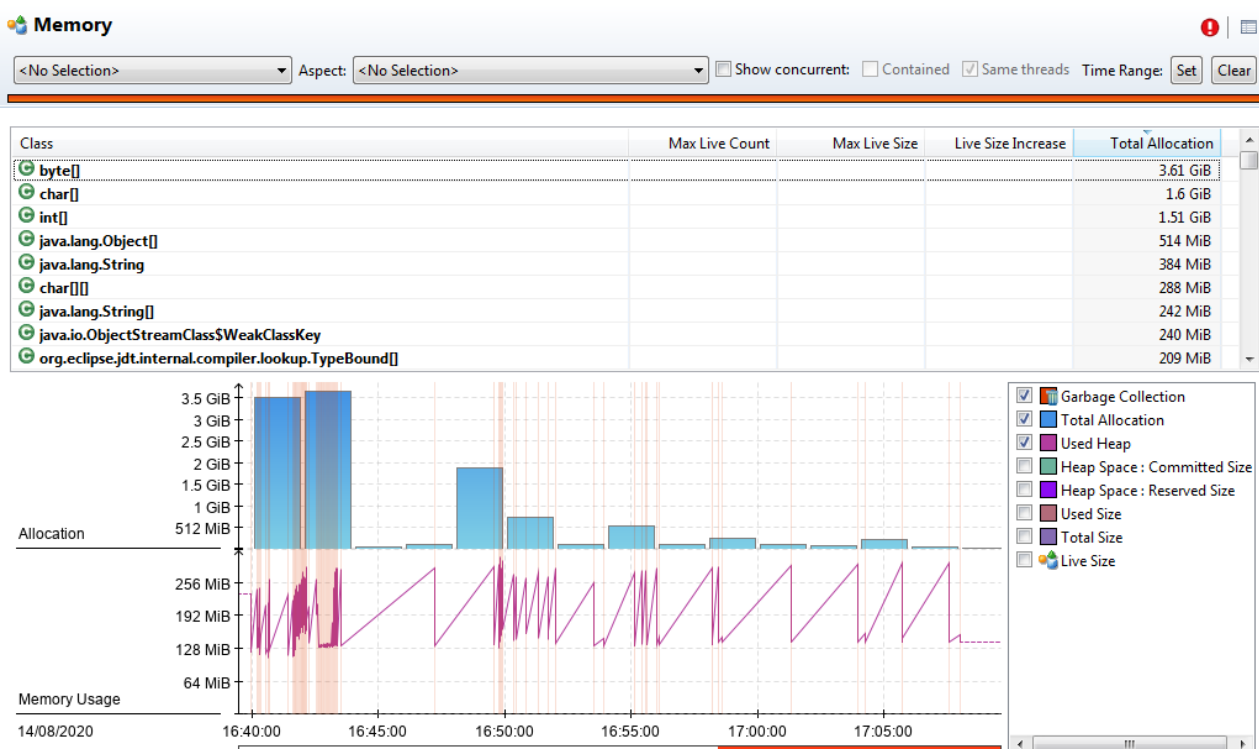 Memory
<No Selection> Aspect: <No Selection> Show concurrent: Contained Same threads Time Range: Set Clear
Class Max Live Count Max Live Size Live Size Increase Total Allocation
byte[] 3.61 GiB
char[] 1.6 GiB
int[] 1.51 GiB
java.lang.Object[] 514 MiB
java.lang.String 384 MiB
char[][] 288 MiB
java.lang.String[] 242 MiB
java.io.ObjectStreamClass$WeakClassKey 240 MiB
org.eclipse.jdt.internal.compiler.lookup.TypeBound[] 209 MiB
3.5 GiB
3 GiB
2.5 GiB
2 GiB
1.5 GiB
1 GiB
512 MiB
Allocation
256 MiB
192 MiB
128 MiB
64 MiB
Memory Usage
14/08/2020 16:40:00 16:45:00 16:50:00 16:55:00 17:00:00 17:05:00
Garbage Collection
Total Allocation
Used Heap
Heap Space : Committed Size
Heap Space : Reserved Size
Used Size
Total Size
Live Size